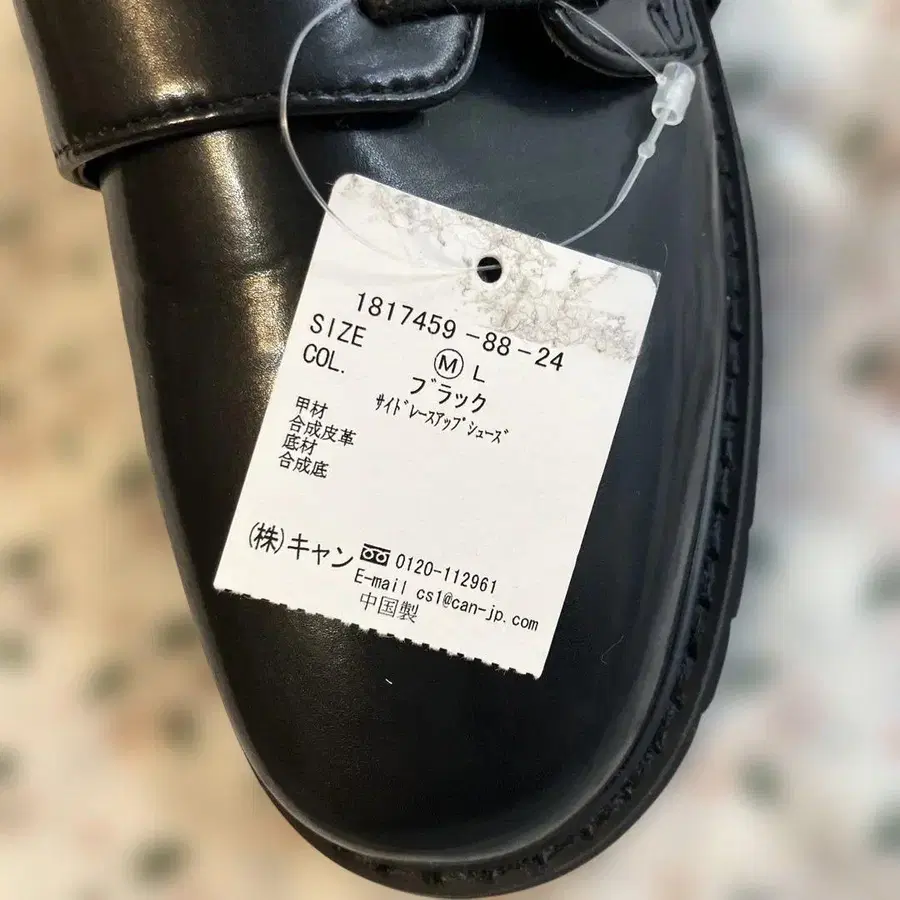 1817459-88-24
SIZE Ⓜ L
COL. ブラック
サイドレースアップシューズ
甲材
合成皮革
底材
合成底
(株)キャン 0120-112961
E-mail cs1@can-jp.com
中国製